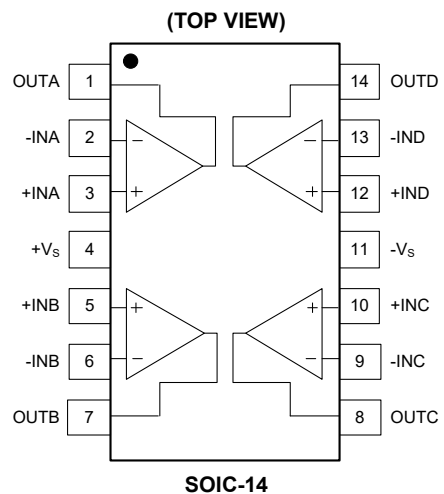 (TOP VIEW)
OUTA 1 14 OUTD
-INA 2 − − 13 -IND
+INA 3 + + 12 +IND
+VS 4 11 -VS
+INB 5 + + 10 +INC
-INB 6 − − 9 -INC
OUTB 7 8 OUTC
SOIC-14